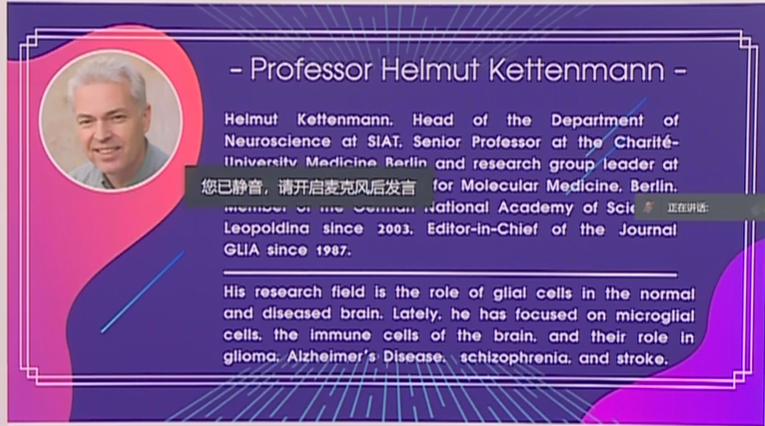 - Professor Helmut Kettenmann -
Helmut Kettenmann, Head of the Department of
Neuroscience at SIAT, Senior Professor at the Charité-
University Medicine Berlin and research group leader at
您已静音，请开启麦克风后发言
for Molecular Medicine, Berlin.
Member of the German National Academy of Scie
正在讲话:
Leopoldina since 2003. Editor-in-Chief of the Journal
GLIA since 1987.
His research field is the role of glial cells in the normal
and diseased brain. Lately, he has focused on microglial
cells, the immune cells of the brain, and their role in
glioma, Alzheimer's Disease, schizophrenia, and stroke.